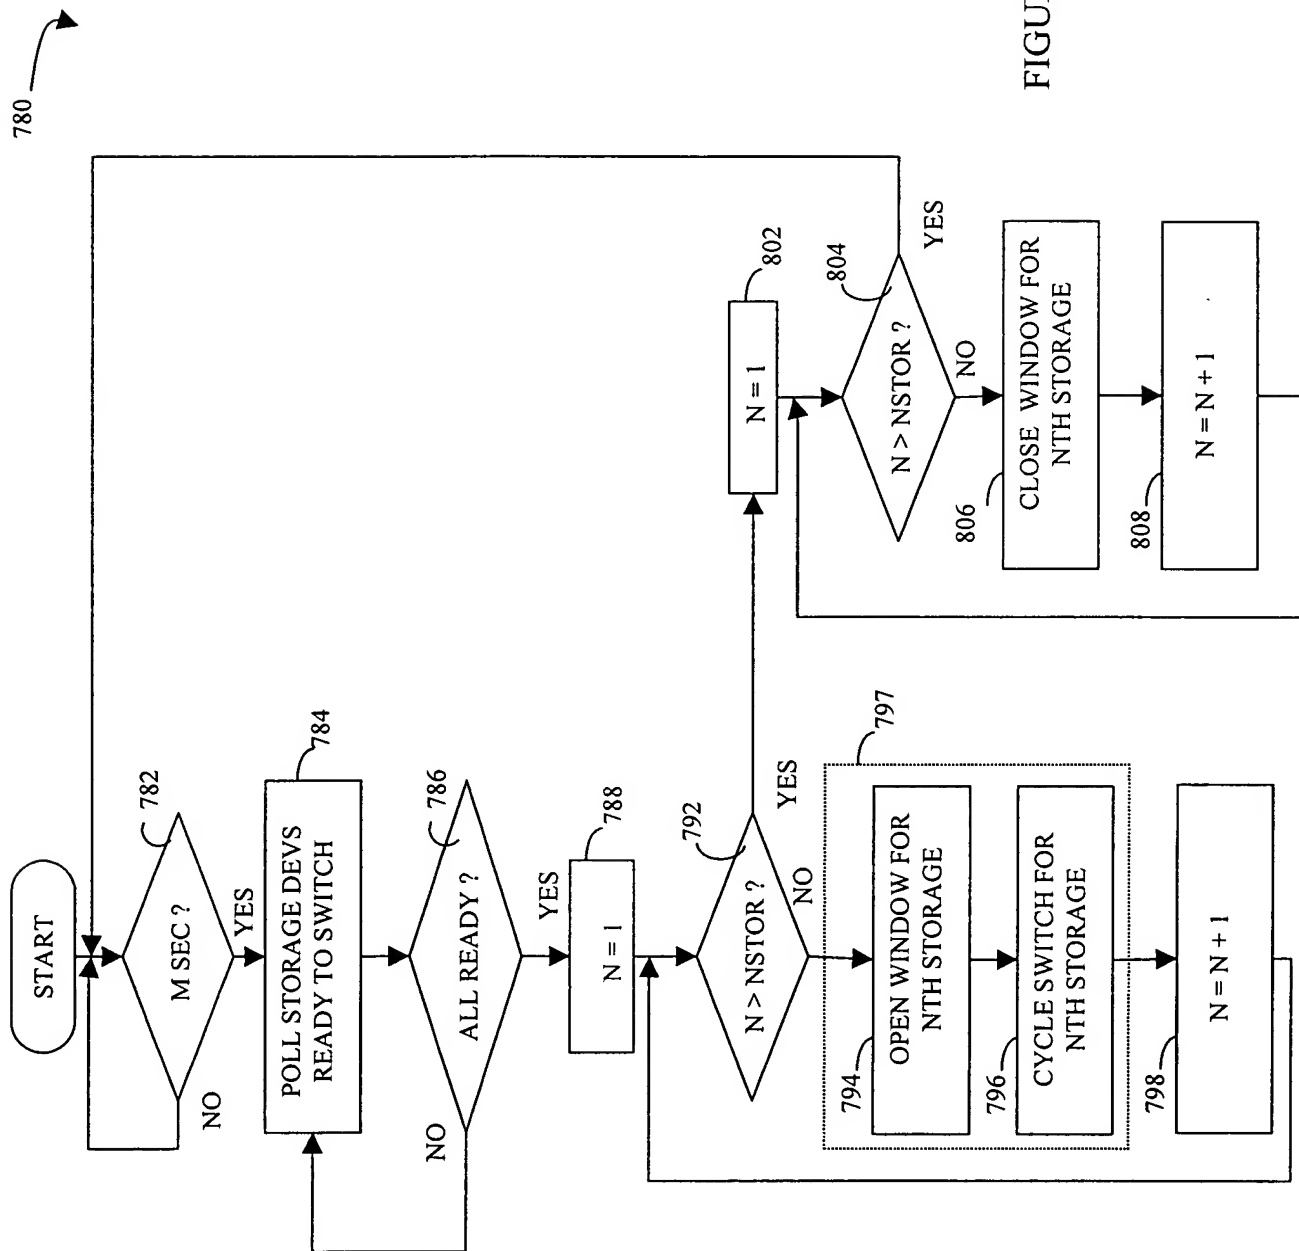 780
START
782
M SEC ?
NO
YES
784
POLL STORAGE DEVS
READY TO SWITCH
786
ALL READY ?
NO
YES
788
N = 1
792
N > NSTOR ?
YES
NO
797
794
OPEN WINDOW FOR
NTH STORAGE
796
CYCLE SWITCH FOR
NTH STORAGE
798
N = N + 1
802
N = 1
804
N > NSTOR ?
YES
NO
806
CLOSE WINDOW FOR
NTH STORAGE
808
N = N + 1